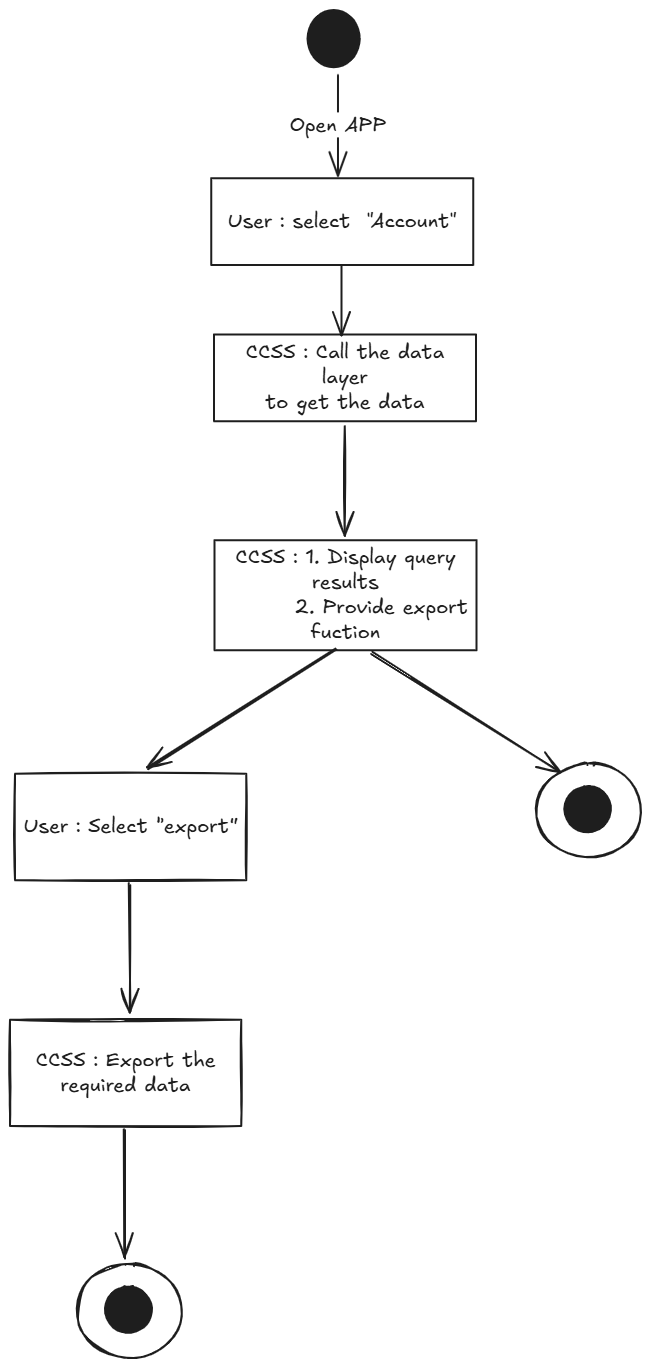 Open APP
User : select "Account"
CCSS : Call the data
layer
to get the data
CCSS : 1. Display query
results
2. Provide export
fuction
User : Select "export"
CCSS : Export the
required data